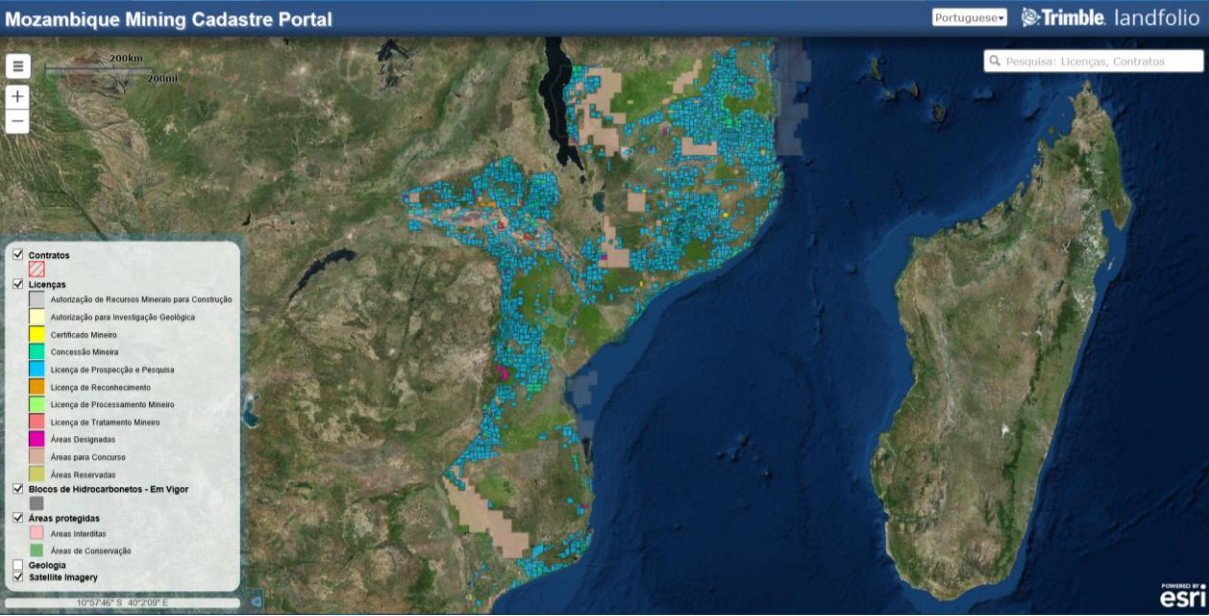 Mozambique Mining Cadastre Portal
Portuguese
Trimble. landfolio
200km
200mi
Pesquisa: Licenças, Contratos
Contratos
Licenças
Autorização de Recursos Minerais para Construção
Autorização para Investigação Geológica
Certificado Mineiro
Concessão Mineira
Licença de Prospecção e Pesquisa
Licença de Reconhecimento
Licença de Processamento Mineiro
Licença de Tratamento Mineiro
Áreas Designadas
Áreas para Concurso
Áreas Reservadas
Blocos de Hidrocarbonetos - Em Vigor
Áreas protegidas
Areas Interditas
Áreas de Conservação
Geologia
Satellite Imagery
10°57'46" S 40°2'09" E
POWERED BY
esri